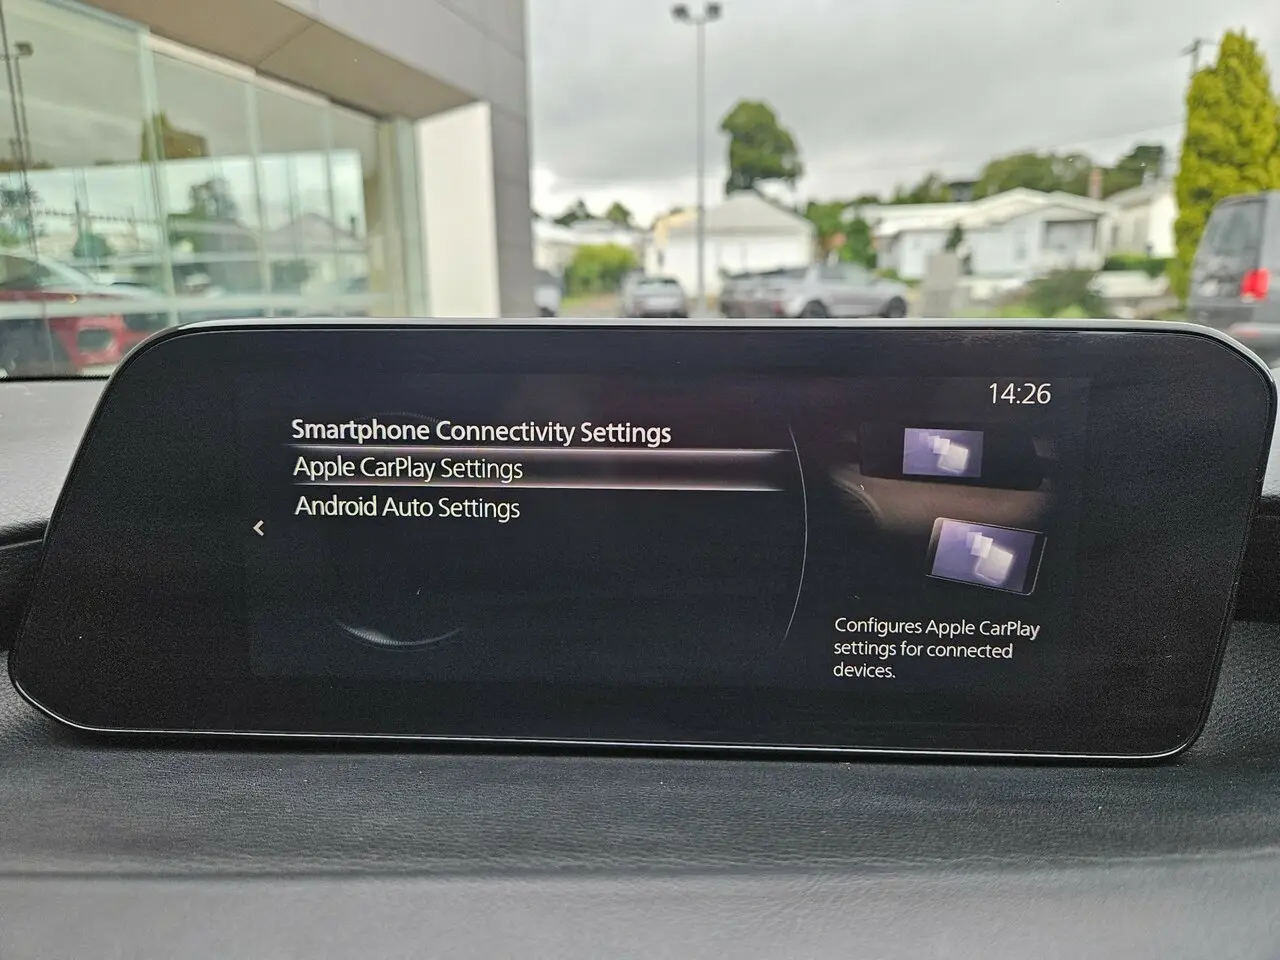 14:26
Smartphone Connectivity Settings
Apple CarPlay Settings
Android Auto Settings
Configures Apple CarPlay
settings for connected
devices.